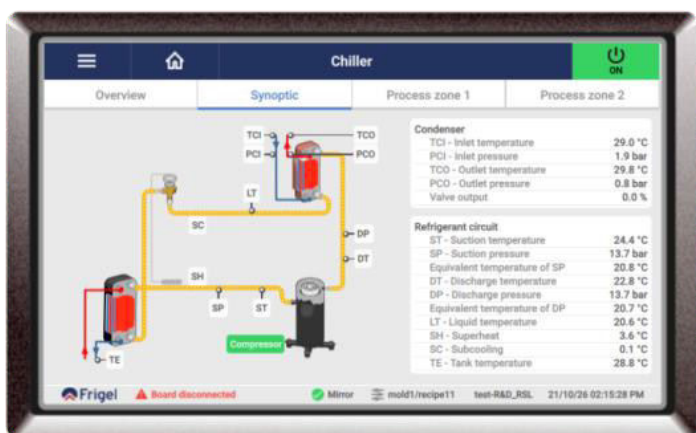 Chiller
ON
Overview
Synoptic
Process zone 1
Process zone 2
TCI
TCO
PCI
PCO
LT
SC
DP
DT
SH
SP
ST
Compressor
TE
Condenser
TCI - Inlet temperature 29.0 °C
PCI - Inlet pressure 1.9 bar
TCO - Outlet temperature 29.8 °C
PCO - Outlet pressure 0.8 bar
Valve output 0.0 %
Refrigerant circuit
ST - Suction temperature 24.4 °C
SP - Suction pressure 13.7 bar
Equivalent temperature of SP 20.8 °C
DT - Discharge temperature 22.8 °C
DP - Discharge pressure 13.7 bar
Equivalent temperature of DP 20.7 °C
LT - Liquid temperature 20.6 °C
SH - Superheat 3.6 °C
SC - Subcooling 0.1 °C
TE - Tank temperature 28.8 °C
Frigel
Board disconnected
Mirror
mold1/recipe11
test-R&D_RSL
21/10/26 02:15:28 PM